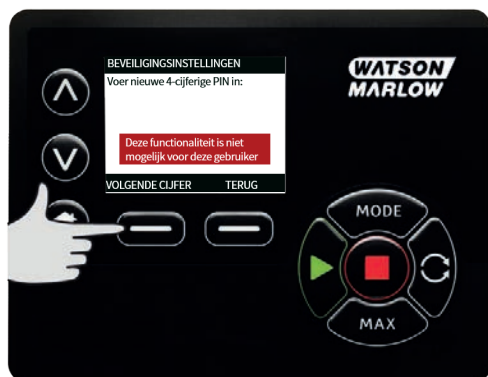 BEVEILIGINGSINSTELLINGEN
Voer nieuwe 4-cijferige PIN in:
Deze functionaliteit is niet
mogelijk voor deze gebruiker
VOLGENDE CIJFER TERUG
WATSON
MARLOW
MODE
MAX